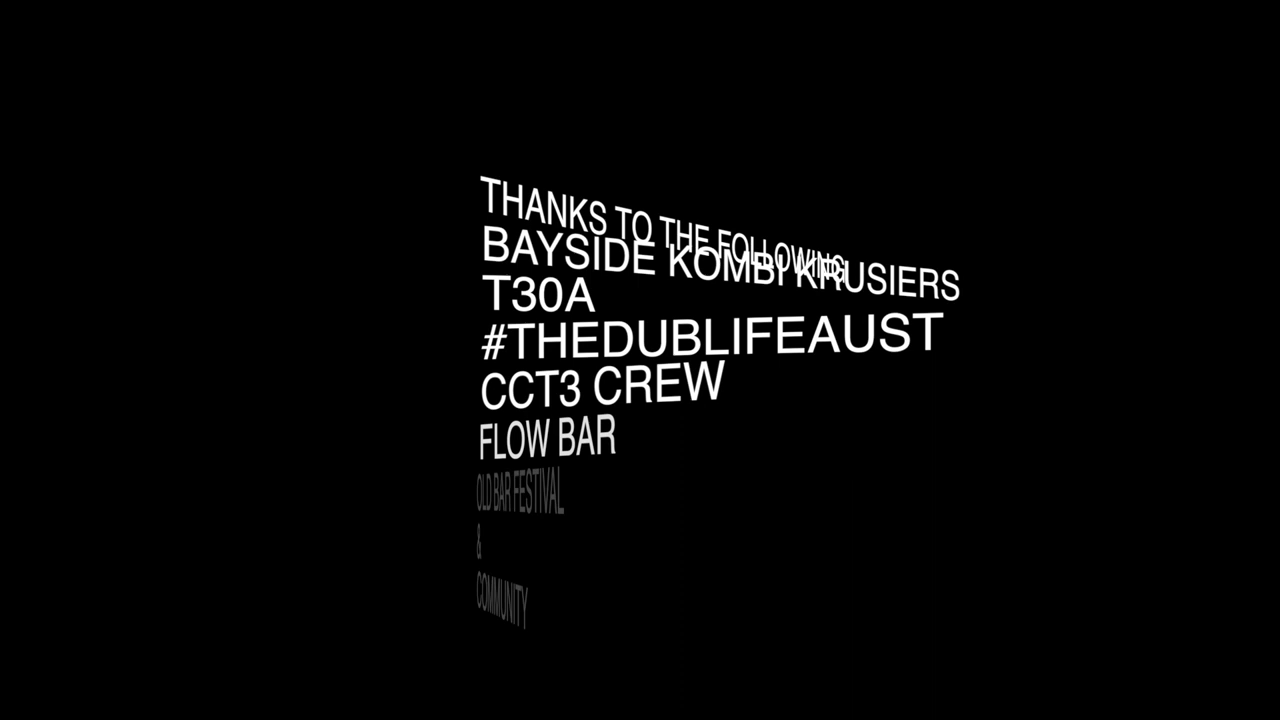 THANKS TO THE FOLLOWING
BAYSIDE KOMBI KRUSIERS
T30A
#THEDUBLIFEAUST
CCT3 CREW
FLOW BAR
OLD BAR FESTIVAL
&
COMMUNITY